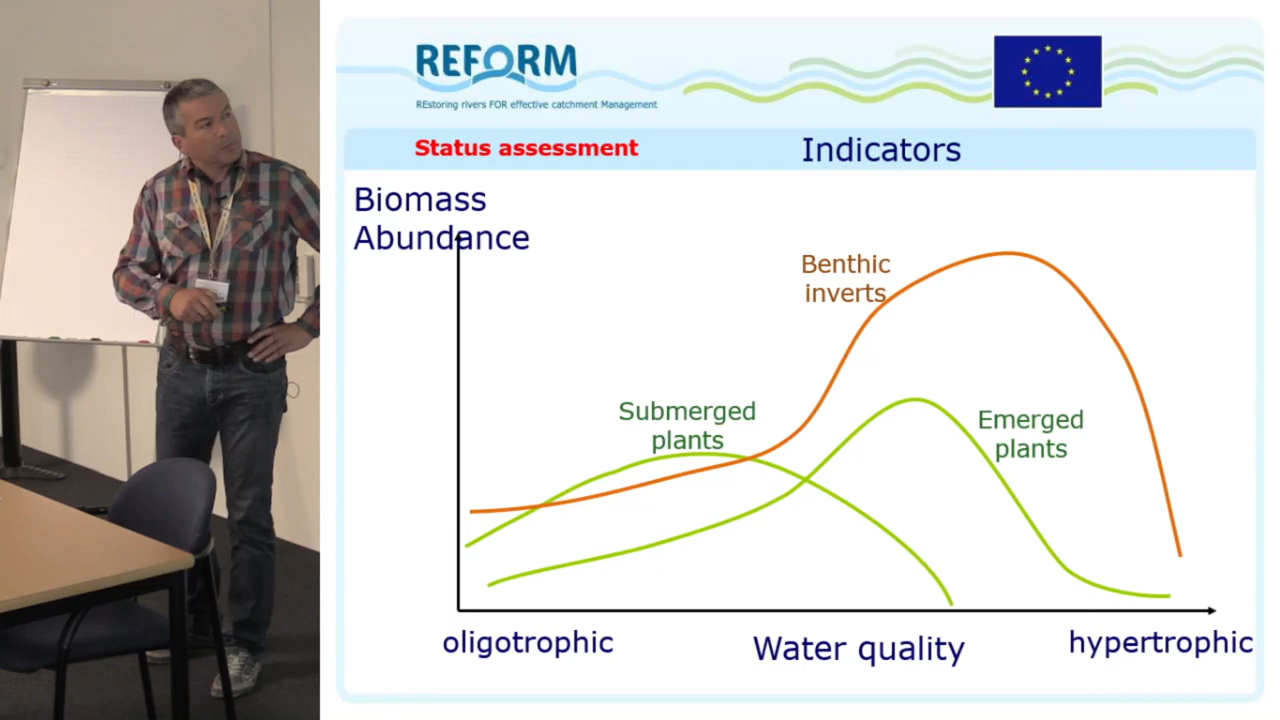 REFORM
REstoring rivers FOR effective catchment Management
Status assessment
Indicators
Biomass
Abundance
Benthic
inverts
Submerged
plants
Emerged
plants
oligotrophic
Water quality
hypertrophic